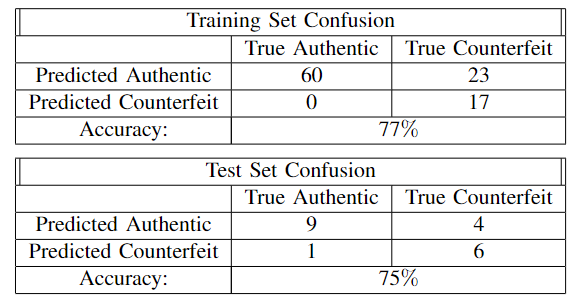 Training Set Confusion
True Authentic True Counterfeit
Predicted Authentic 60 23
Predicted Counterfeit 0 17
Accuracy: 77%
Test Set Confusion
True Authentic True Counterfeit
Predicted Authentic 9 4
Predicted Counterfeit 1 6
Accuracy: 75%